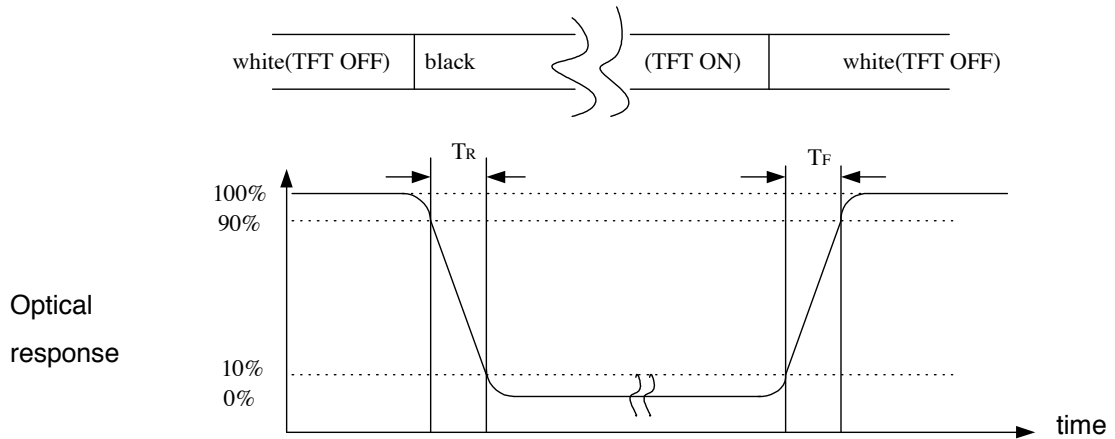 white(TFT OFF) black (TFT ON) white(TFT OFF)
TR TF
100%
90%
Optical
response
10%
0%
time